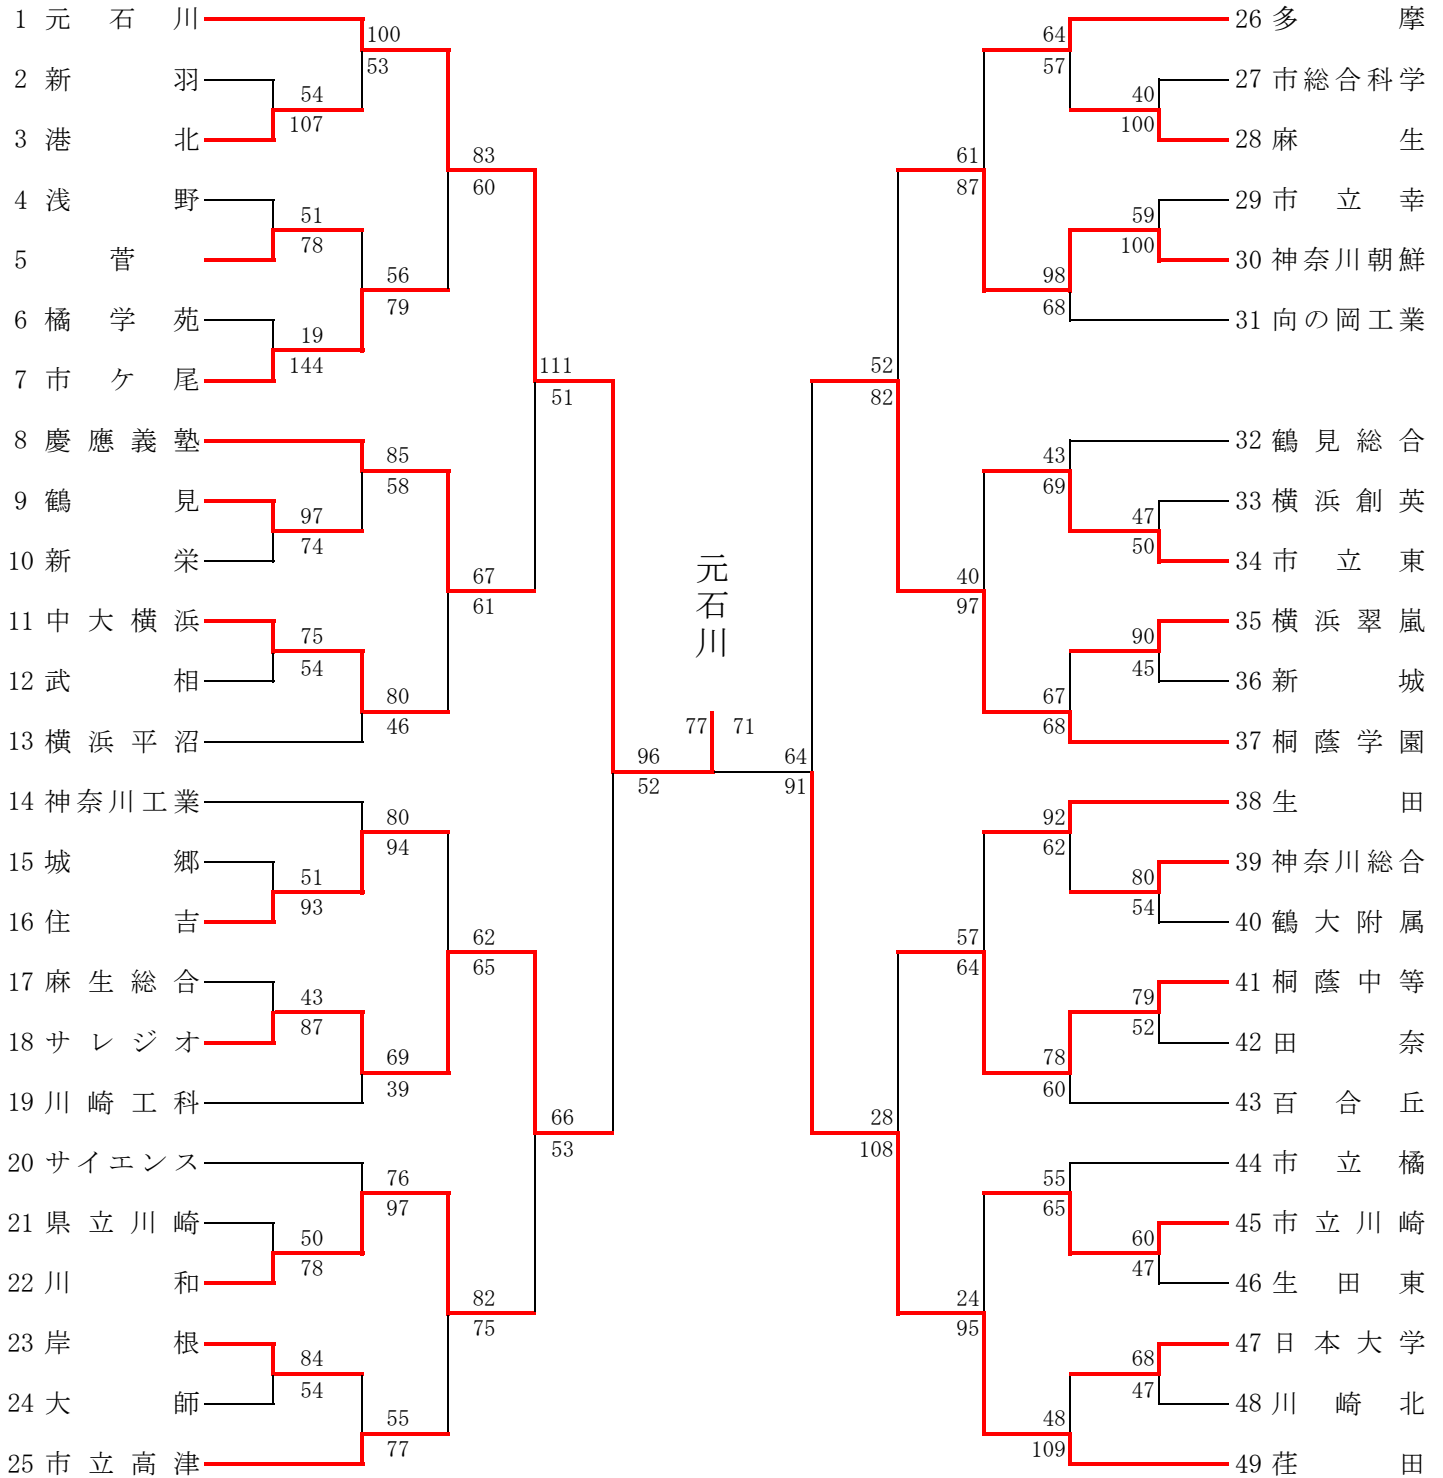 1 元石川
2 新羽
3 港北
4 浅野
5 菅
6 橘学苑
7 市ケ尾
8 慶應義塾
9 鶴見
10 新栄
11 中大横浜
12 武相
13 横浜平沼
14 神奈川工業
15 城郷
16 住吉
17 麻生総合
18 サレジオ
19 川崎工科
20 サイエンス
21 県立川崎
22 川和
23 岸根
24 大師
25 市立高津
54
107
51
78
19
144
97
74
75
54
51
93
43
87
50
78
84
54
100
53
56
79
85
58
80
46
80
94
69
39
76
97
55
77
83
60
67
61
62
65
82
75
111
51
66
53
96
52
元石川
77 71
64
91
52
82
28
108
61
87
40
97
57
64
24
95
64
57
98
68
43
69
67
68
92
62
78
60
55
65
48
109
40
100
59
100
47
50
90
45
80
54
79
52
60
47
68
47
26 多摩
27 市総合科学
28 麻生
29 市立幸
30 神奈川朝鮮
31 向の岡工業
32 鶴見総合
33 横浜創英
34 市立東
35 横浜翠嵐
36 新城
37 桐蔭学園
38 生田
39 神奈川総合
40 鶴大附属
41 桐蔭中等
42 田奈
43 百合丘
44 市立橘
45 市立川崎
46 生田東
47 日本大学
48 川崎北
49 荏田